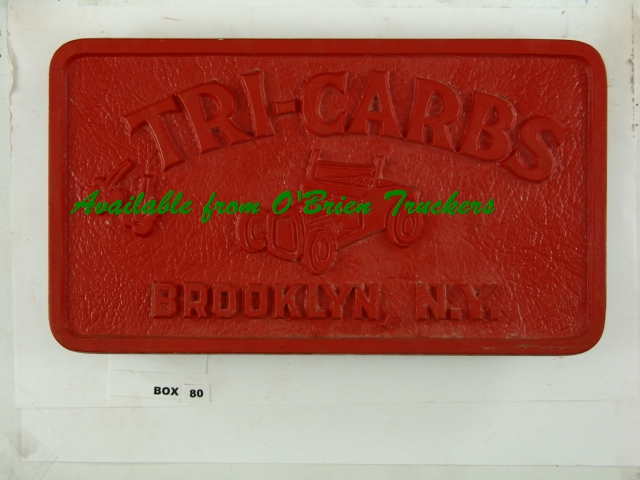 TRI-CARBS
Available from O'Brien Truckers
BROOKLYN, N.Y.
BOX 80